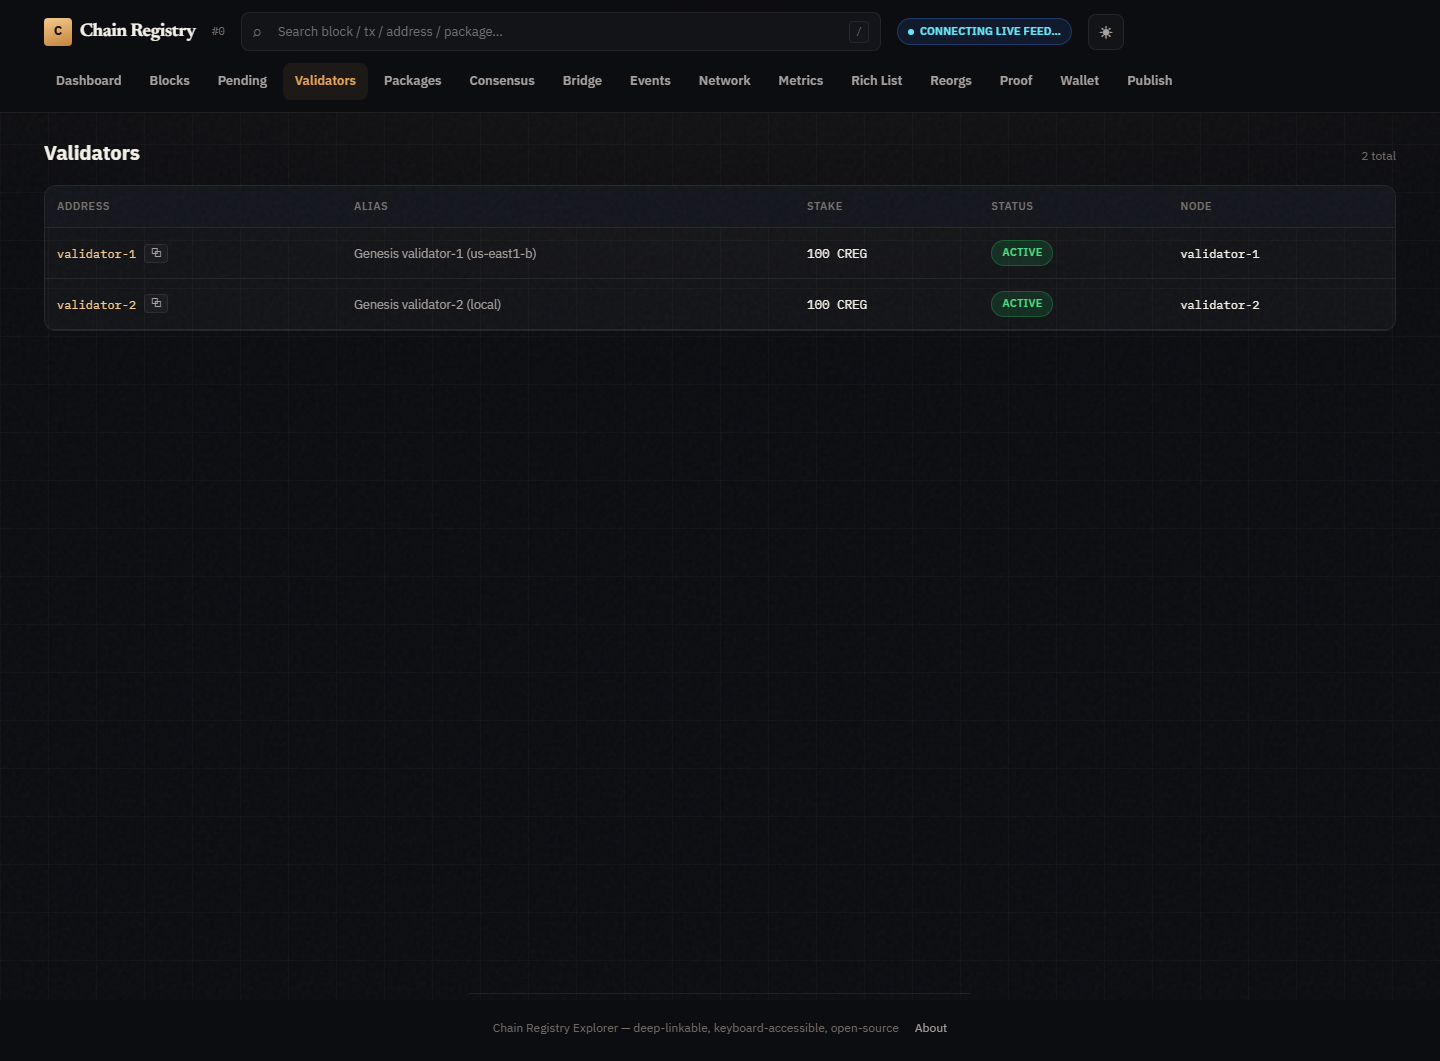 C Chain Registry #0 Search block / tx / address / package... / CONNECTING LIVE FEED...
Dashboard Blocks Pending Validators Packages Consensus Bridge Events Network Metrics Rich List Reorgs Proof Wallet Publish
Validators 2 total
ADDRESS ALIAS STAKE STATUS NODE
validator-1 Genesis validator-1 (us-east1-b) 100 CREG ACTIVE validator-1
validator-2 Genesis validator-2 (local) 100 CREG ACTIVE validator-2
Chain Registry Explorer — deep-linkable, keyboard-accessible, open-source About